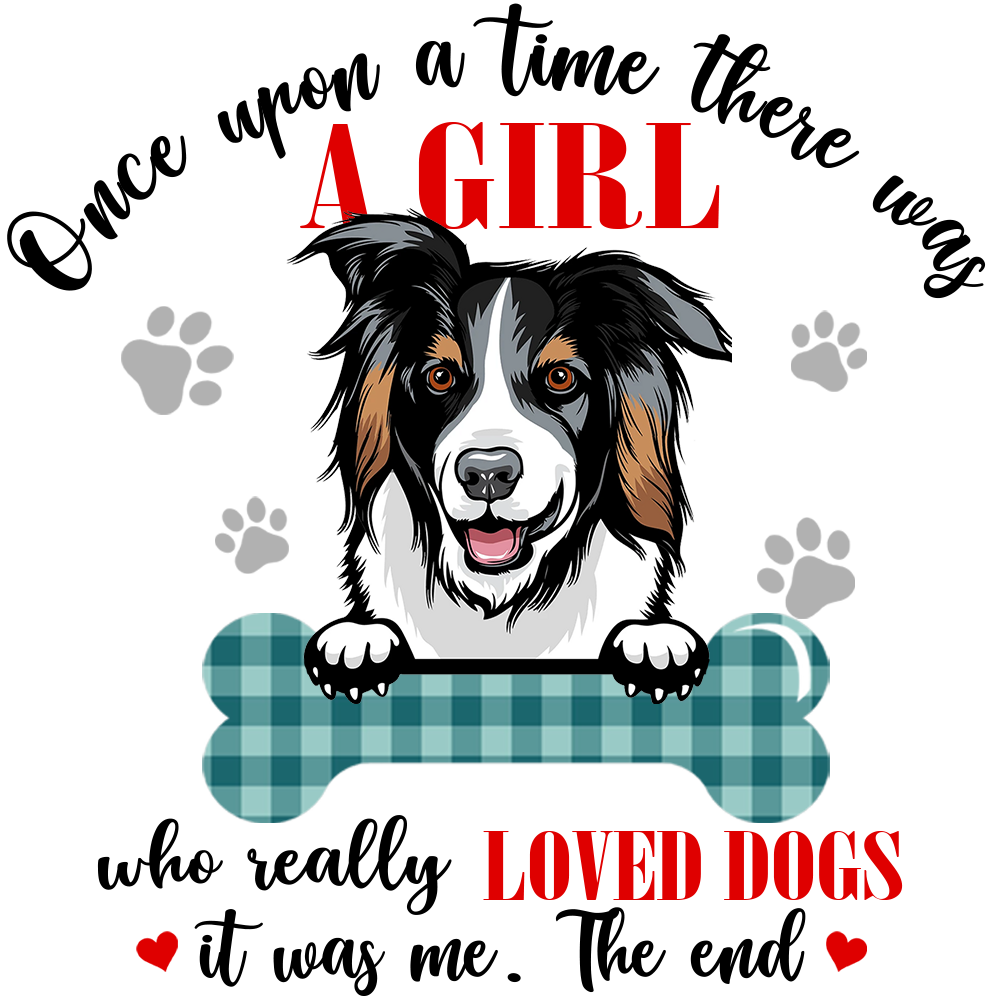 Once upon a time there was
A GIRL
who really LOVED DOGS
it was me. The end